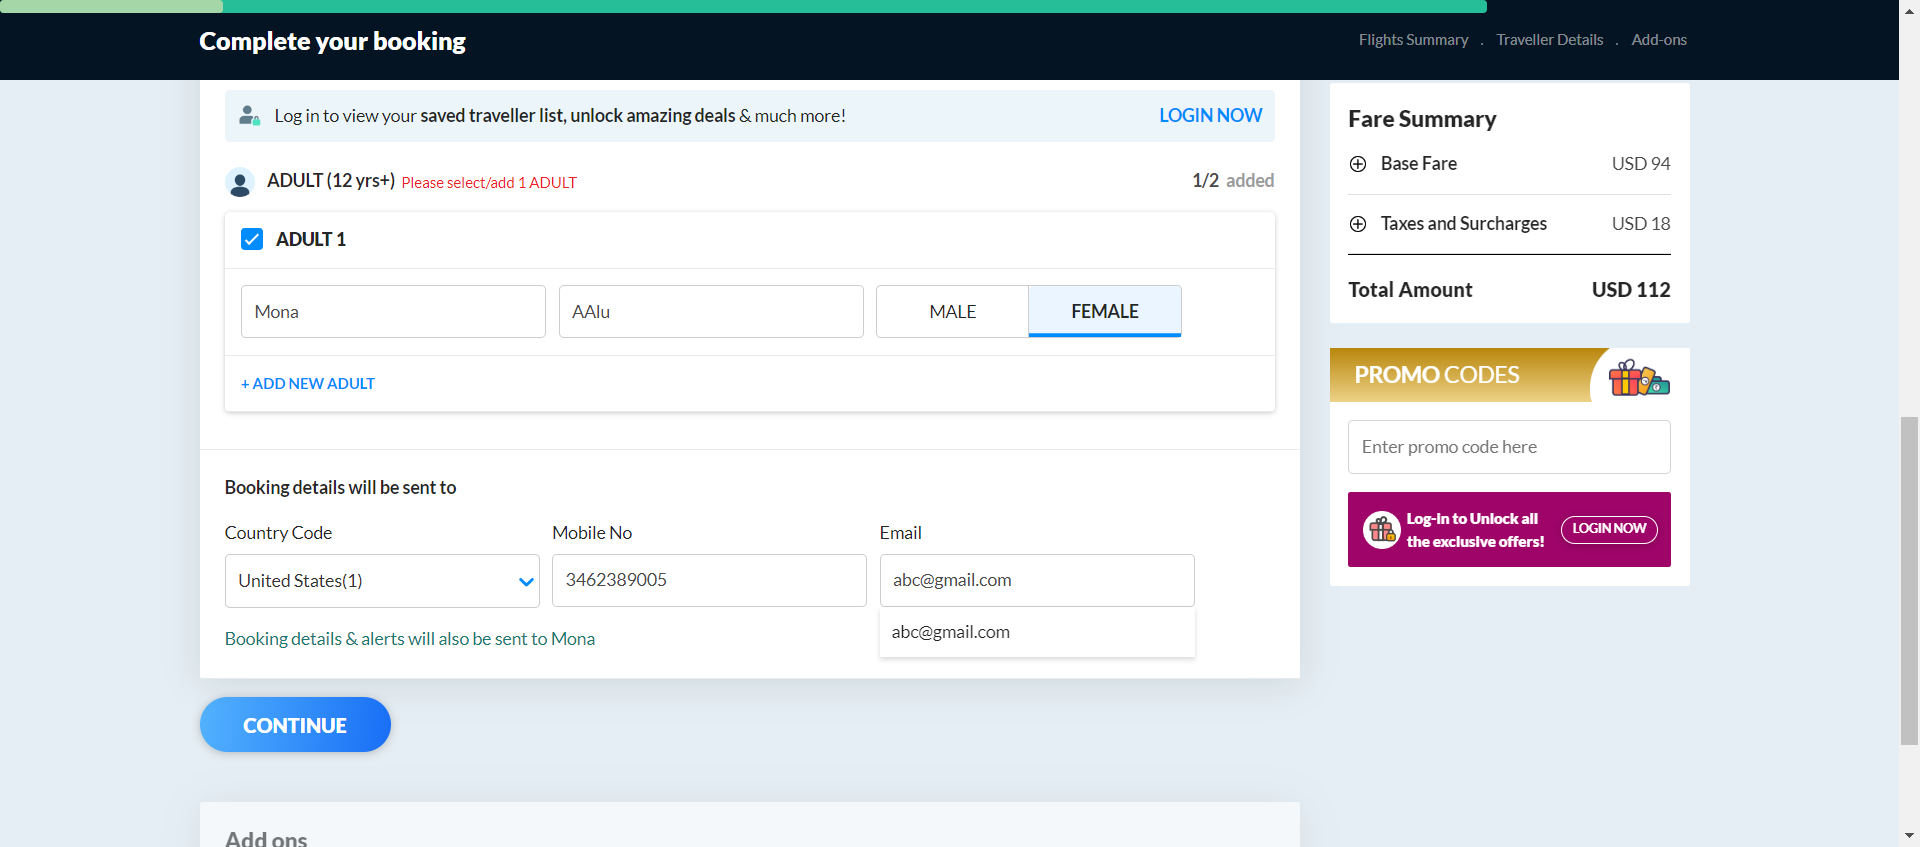 Complete your booking
Flights Summary . Traveller Details . Add-ons
Log in to view your saved traveller list, unlock amazing deals & much more! LOGIN NOW
ADULT (12 yrs+) Please select/add 1 ADULT 1/2 added
ADULT 1
Mona AAlu MALE FEMALE
+ ADD NEW ADULT
Booking details will be sent to
Country Code Mobile No Email
United States(1) 3462389005 abc@gmail.com
abc@gmail.com
Booking details & alerts will also be sent to Mona
CONTINUE
Add ons
Fare Summary
Base Fare USD 94
Taxes and Surcharges USD 18
Total Amount USD 112
PROMO CODES
Enter promo code here
Log-in to Unlock all
the exclusive offers!
LOGIN NOW